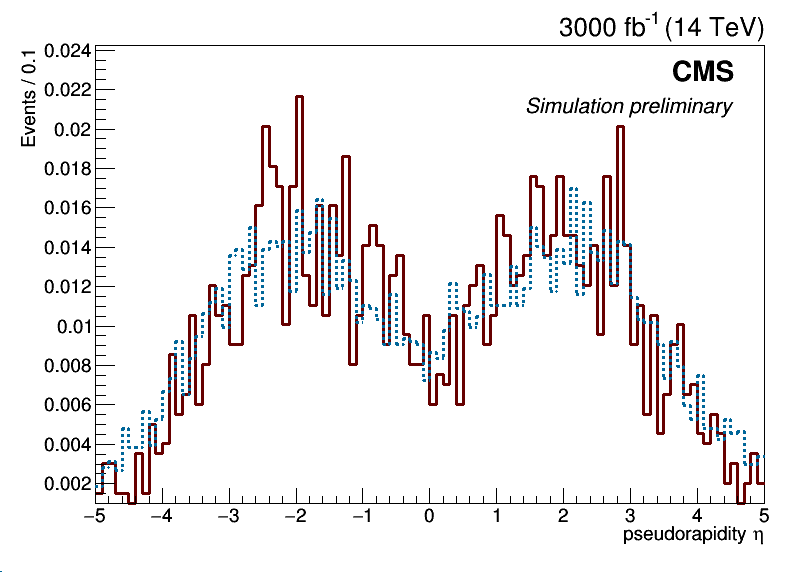 3000 fb-1 (14 TeV)
CMS
Simulation preliminary
Events / 0.1
0.024
0.022
0.02
0.018
0.016
0.014
0.012
0.01
0.008
0.006
0.004
0.002
−5 −4 −3 −2 −1 0 1 2 3 4 5
pseudorapidity η